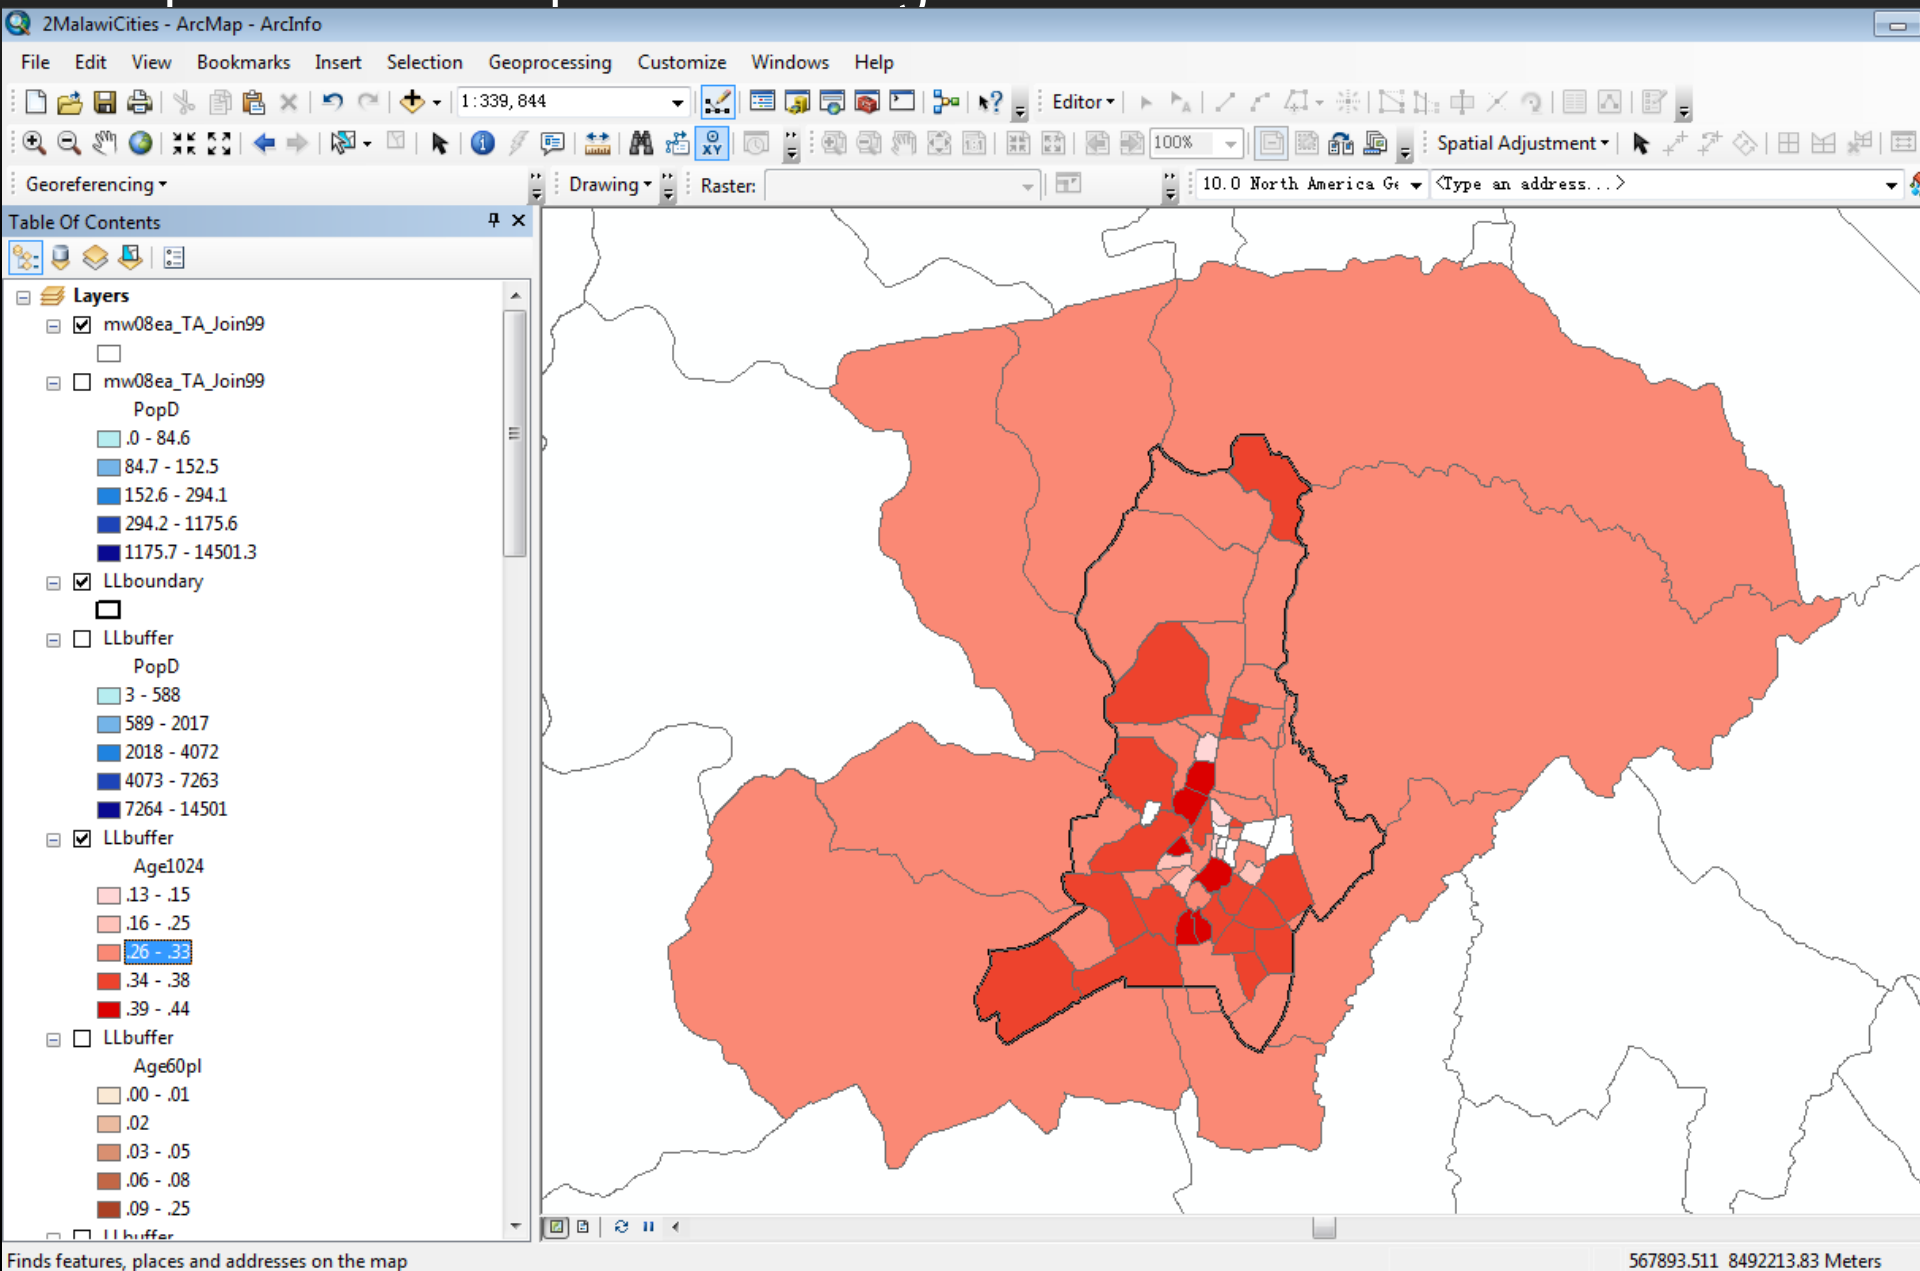 2MalawiCities - ArcMap - ArcInfo
File Edit View Bookmarks Insert Selection Geoprocessing Customize Windows Help
1:339,844
Editor
100%
Spatial Adjustment
Georeferencing
Drawing
Raster:
10.0 North America Ge
<Type an address...>
Table Of Contents
Layers
mw08ea_TA_Join99
mw08ea_TA_Join99
PopD
.0 - 84.6
84.7 - 152.5
152.6 - 294.1
294.2 - 1175.6
1175.7 - 14501.3
LLboundary
LLbuffer
PopD
3 - 588
589 - 2017
2018 - 4072
4073 - 7263
7264 - 14501
LLbuffer
Age1024
.13 - .15
.16 - .25
.26 - .33
.34 - .38
.39 - .44
LLbuffer
Age60pl
.00 - .01
.02
.03 - .05
.06 - .08
.09 - .25
LLbuffer
Finds features, places and addresses on the map
567893.511 8492213.83 Meters